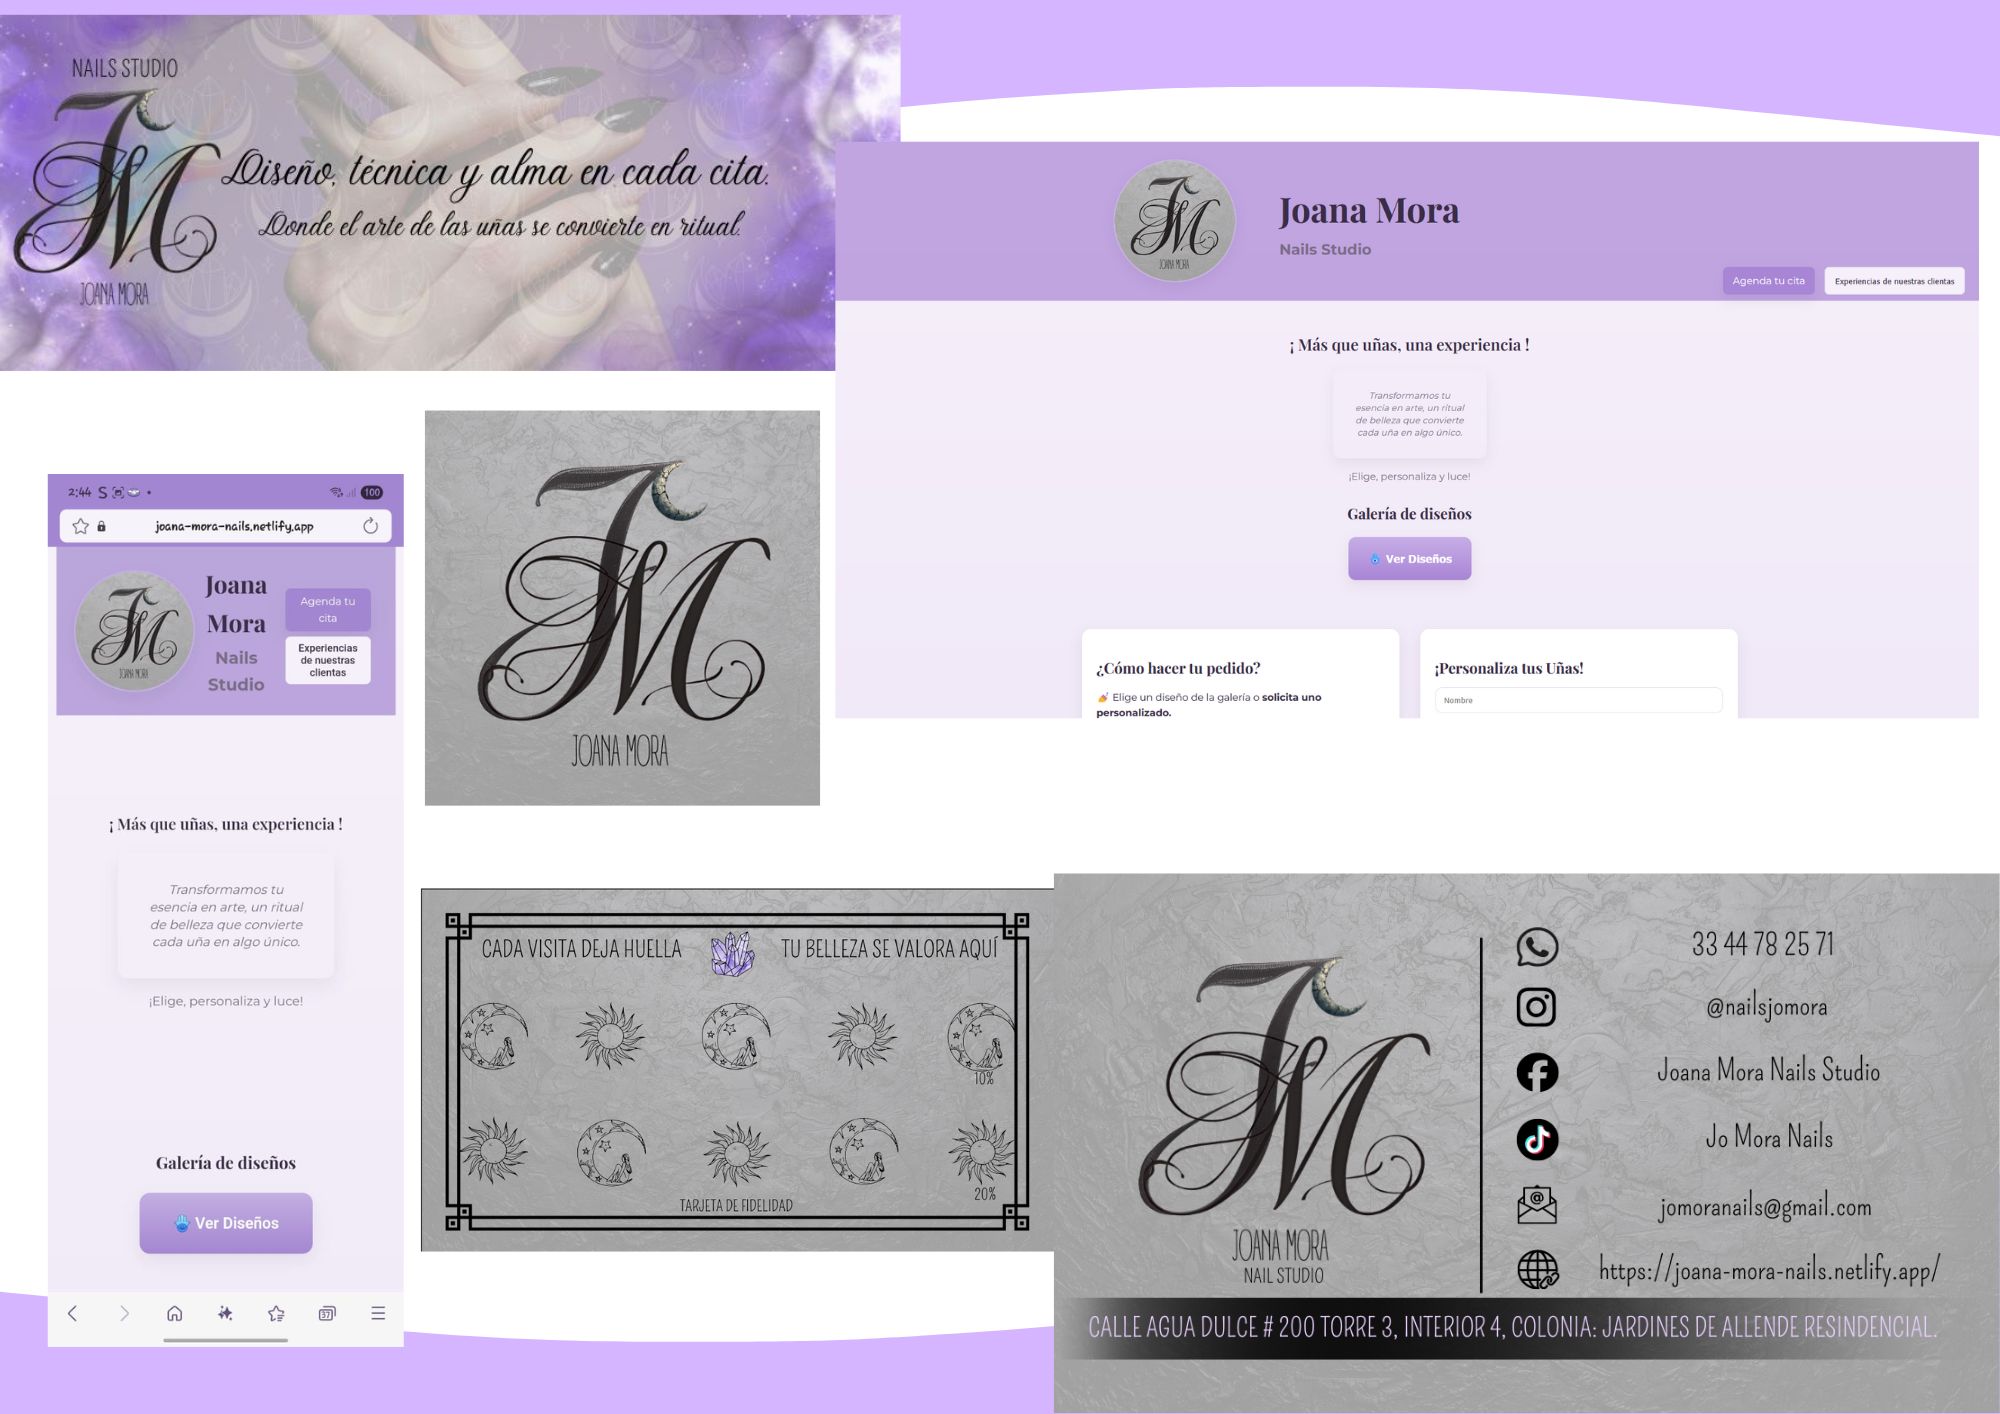 NAILS STUDIO
JM
JOANA MORA
Diseño, técnica y alma en cada cita.
Donde el arte de las uñas se convierte en ritual.
JM
JOANA MORA
Joana Mora
Nails Studio
Agenda tu cita
Experiencias de nuestras clientas
¡ Más que uñas, una experiencia !
Transformamos tu
esencia en arte, un ritual
de belleza que convierte
cada uña en algo único.
¡Elige, personaliza y luce!
Galería de diseños
Ver Diseños
¿Cómo hacer tu pedido?
Elige un diseño de la galería o solicita uno
personalizado.
¡Personaliza tus Uñas!
Nombre
2:44 S
100
joana-mora-nails.netlify.app
JM
JOANA MORA
Joana
Mora
Nails
Studio
Agenda tu
cita
Experiencias
de nuestras
clientas
¡ Más que uñas, una experiencia !
Transformamos tu
esencia en arte, un ritual
de belleza que convierte
cada uña en algo único.
¡Elige, personaliza y luce!
Galería de diseños
Ver Diseños
37
JM
JOANA MORA
CADA VISITA DEJA HUELLA
TU BELLEZA SE VALORA AQUÍ
10%
20%
TARJETA DE FIDELIDAD
JM
JOANA MORA
NAIL STUDIO
33 44 78 25 71
@nailsjomora
Joana Mora Nails Studio
Jo Mora Nails
jomoranails@gmail.com
https://joana-mora-nails.netlify.app/
CALLE AGUA DULCE # 200 TORRE 3, INTERIOR 4, COLONIA: JARDINES DE ALLENDE RESINDENCIAL.